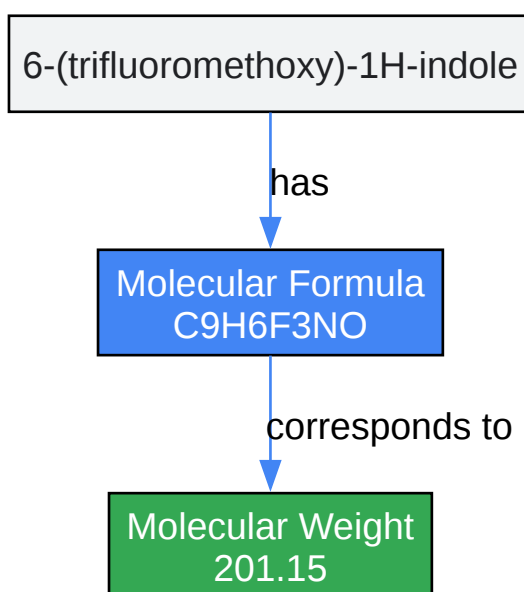 6-(trifluoromethoxy)-1H-indole
has
Molecular Formula
C9H6F3NO
corresponds to
Molecular Weight
201.15